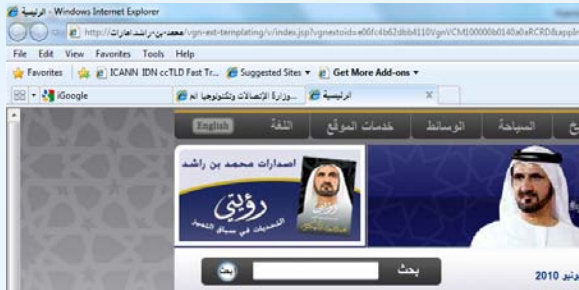 الرئيسية - Windows Internet Explorer
http://محمد-بن-راشد.امارات/vgn-ext-templating/v/index.jsp?vgnextoid=e00fc4b62dbb4110VgnVCM100000b0140a0aRCRD&appIn
File Edit View Favorites Tools Help
Favorites ICANN IDN ccTLD Fast Tr... Suggested Sites Get More Add-ons
iGoogle وزارة الإتصالات وتكنولوجيا الم... الرئيسية X
السياحة الوسائط خدمات الموقع اللغة English
اصدارات محمد بن راشد
رؤيتي
التحديات في سباق التميز
بحث بحث
يونيو 2010